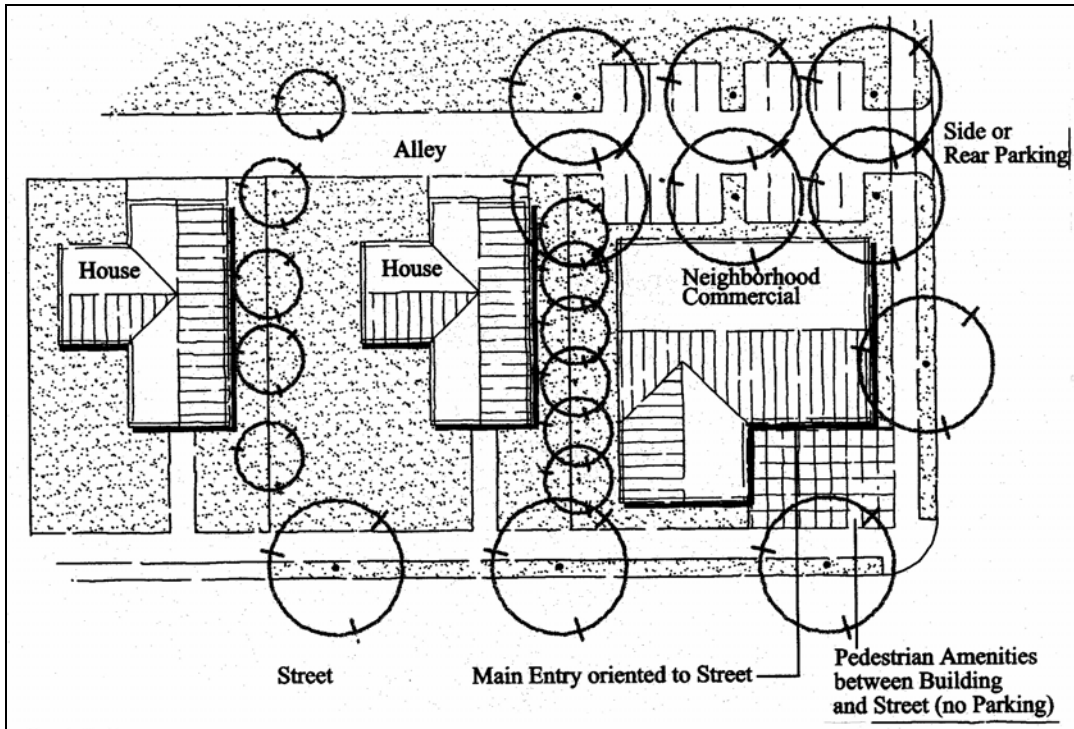 Alley
Side or
Rear Parking
House
House
Neighborhood
Commercial
Street
Main Entry oriented to Street
Pedestrian Amenities
between Building
and Street (no Parking)